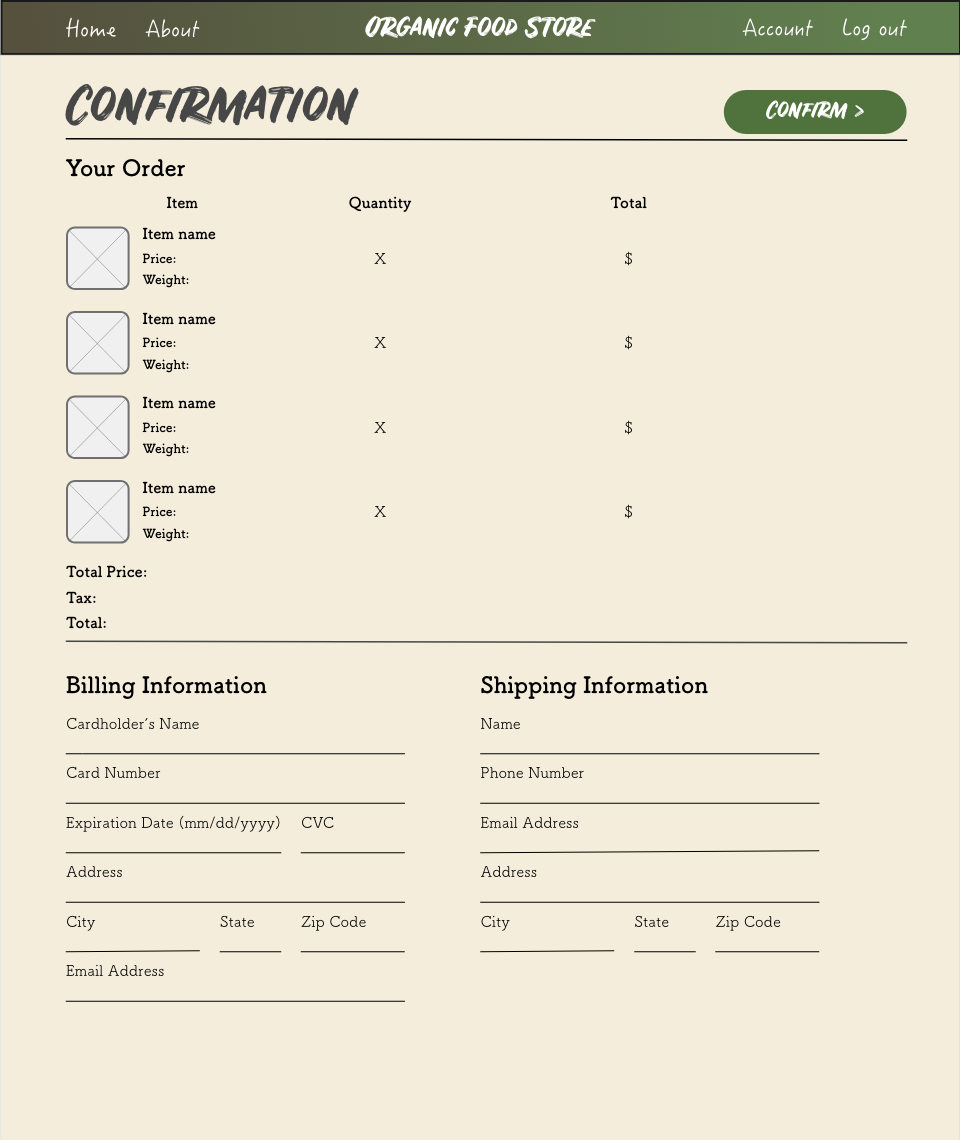 Home About ORGANIC FOOD STORE Account Log out
CONFIRMATION CONFIRM >
Your Order
Item Quantity Total
Item name
Price: X $
Weight:
Item name
Price: X $
Weight:
Item name
Price: X $
Weight:
Item name
Price: X $
Weight:
Total Price:
Tax:
Total:
Billing Information Shipping Information
Cardholder's Name Name
Card Number Phone Number
Expiration Date (mm/dd/yyyy) CVC Email Address
Address Address
City State Zip Code City State Zip Code
Email Address